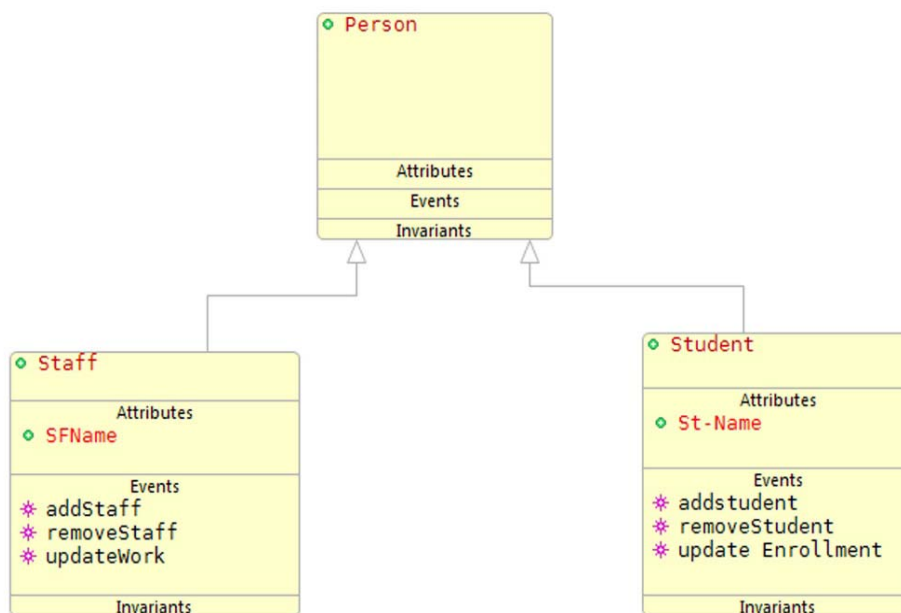 Person
Attributes
Events
Invariants
Staff
Attributes
SFName
Events
addStaff
removeStaff
updateWork
Invariants
Student
Attributes
St-Name
Events
addstudent
removeStudent
update Enrollment
Invariants